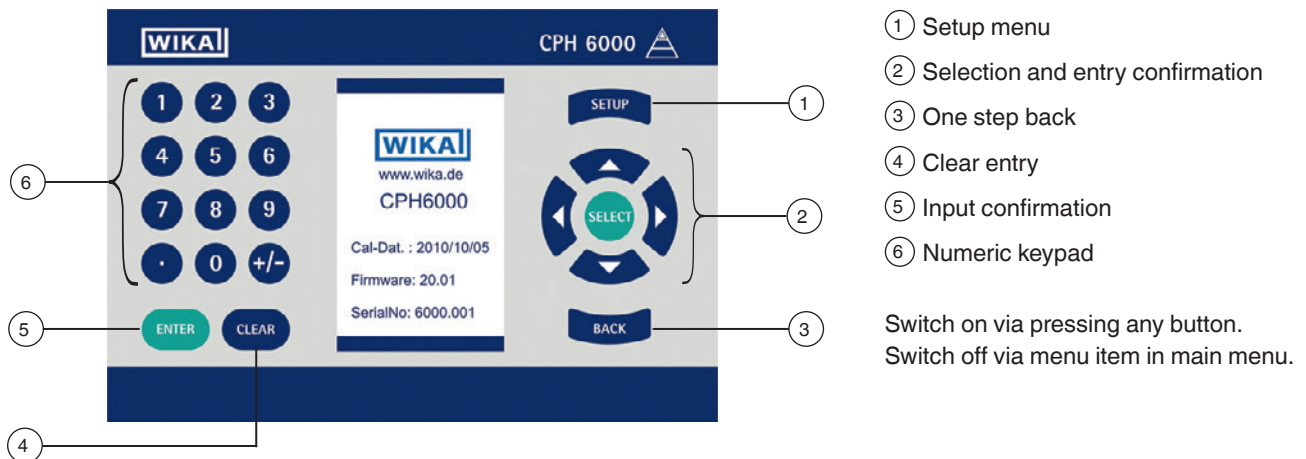 WIKA
CPH 6000
1 2 3
4 5 6
7 8 9
· 0 +/-
ENTER CLEAR
WIKA
www.wika.de
CPH6000
Cal-Dat. : 2010/10/05
Firmware: 20.01
SerialNo: 6000.001
SETUP
SELECT
BACK
6
5
4
1
2
3
1 Setup menu
2 Selection and entry confirmation
3 One step back
4 Clear entry
5 Input confirmation
6 Numeric keypad
Switch on via pressing any button.
Switch off via menu item in main menu.